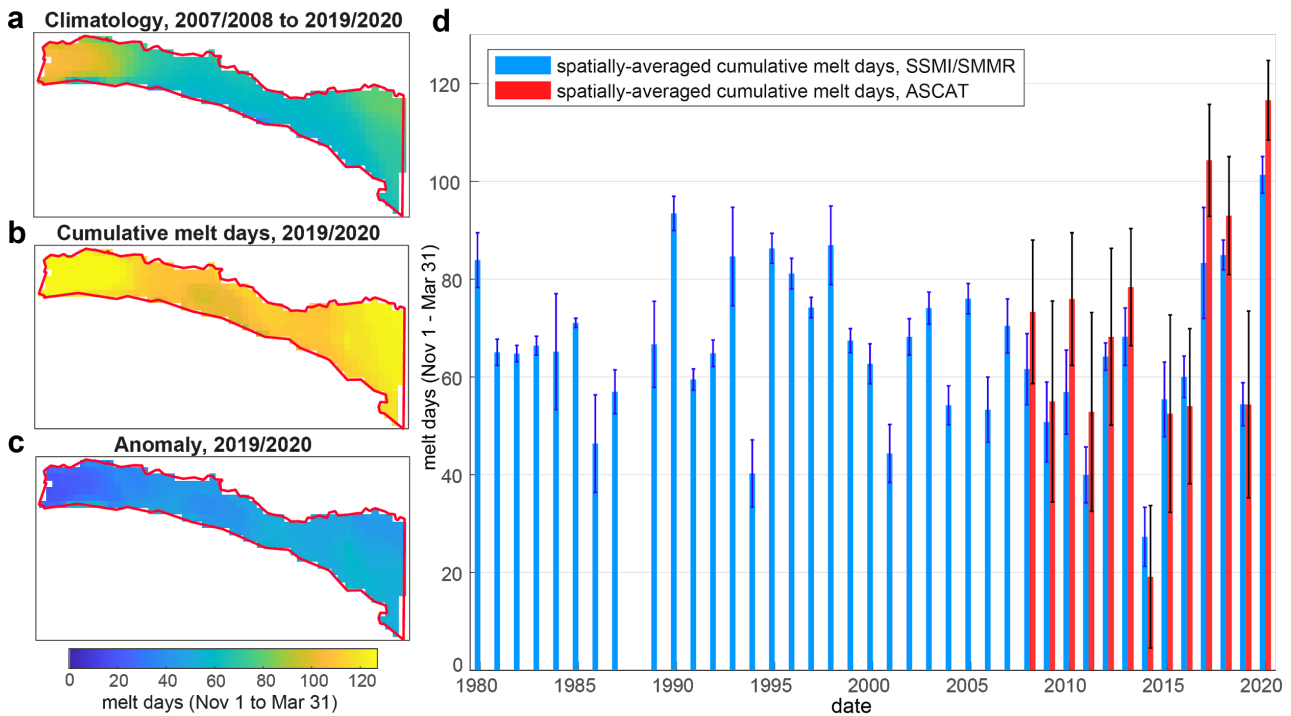 a
Climatology, 2007/2008 to 2019/2020
b
Cumulative melt days, 2019/2020
c
Anomaly, 2019/2020
0 20 40 60 80 100 120
melt days (Nov 1 to Mar 31)
d
spatially-averaged cumulative melt days, SSMI/SMMR
spatially-averaged cumulative melt days, ASCAT
120
100
80
60
40
20
0
melt days (Nov 1 - Mar 31)
1980 1985 1990 1995 2000 2005 2010 2015 2020
date